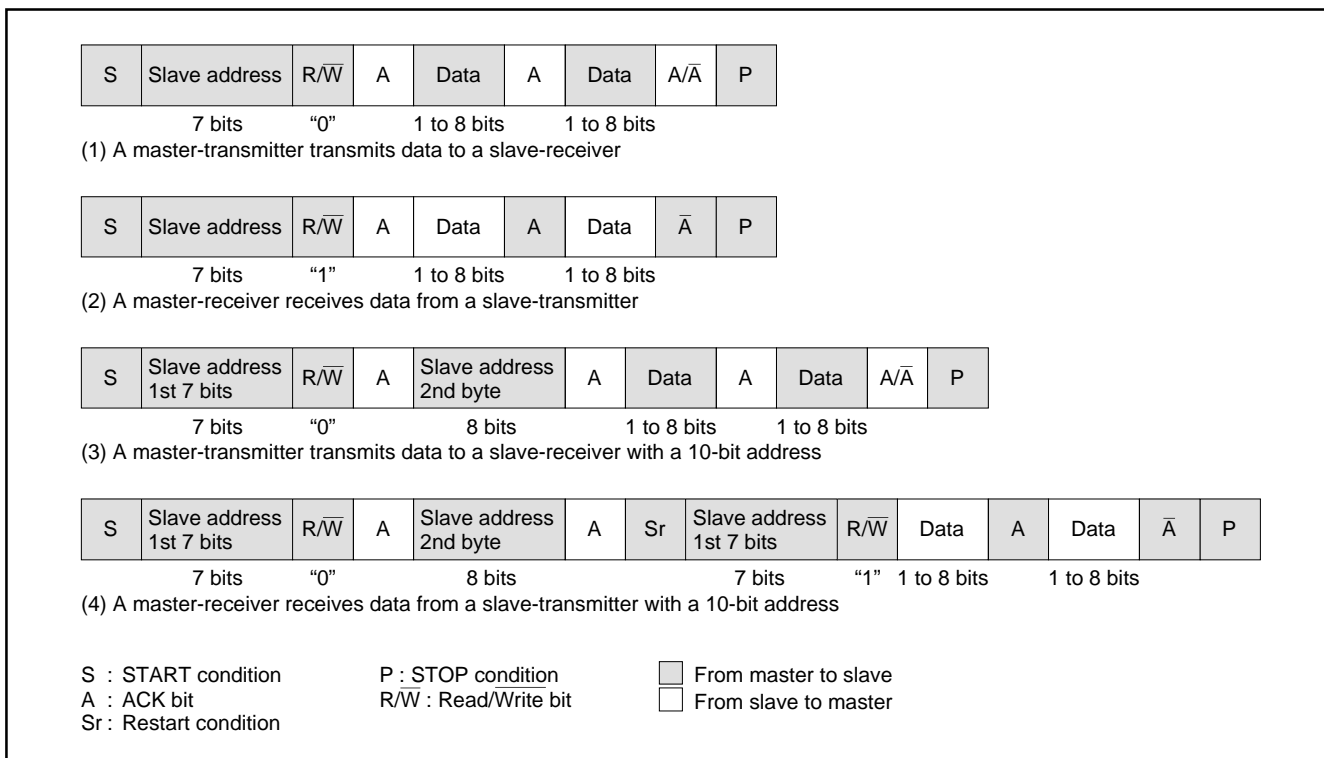 S Slave address R/W̅ A Data A Data A/A̅ P
7 bits “0” 1 to 8 bits 1 to 8 bits
(1) A master-transmitter transmits data to a slave-receiver
S Slave address R/W̅ A Data A Data A̅ P
7 bits “1” 1 to 8 bits 1 to 8 bits
(2) A master-receiver receives data from a slave-transmitter
S Slave address 1st 7 bits R/W̅ A Slave address 2nd byte A Data A Data A/A̅ P
7 bits “0” 8 bits 1 to 8 bits 1 to 8 bits
(3) A master-transmitter transmits data to a slave-receiver with a 10-bit address
S Slave address 1st 7 bits R/W̅ A Slave address 2nd byte A Sr Slave address 1st 7 bits R/W̅ Data A Data A̅ P
7 bits “0” 8 bits 7 bits “1” 1 to 8 bits 1 to 8 bits
(4) A master-receiver receives data from a slave-transmitter with a 10-bit address
S : START condition
A : ACK bit
Sr : Restart condition
P : STOP condition
R/W̅ : Read/W̅r̅i̅t̅e̅ bit
From master to slave
From slave to master